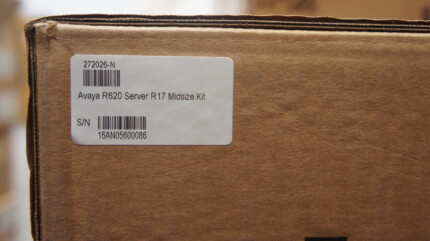 272026-N
Avaya R620 Server R17 Midsize Kit
S/N
16AN05600086